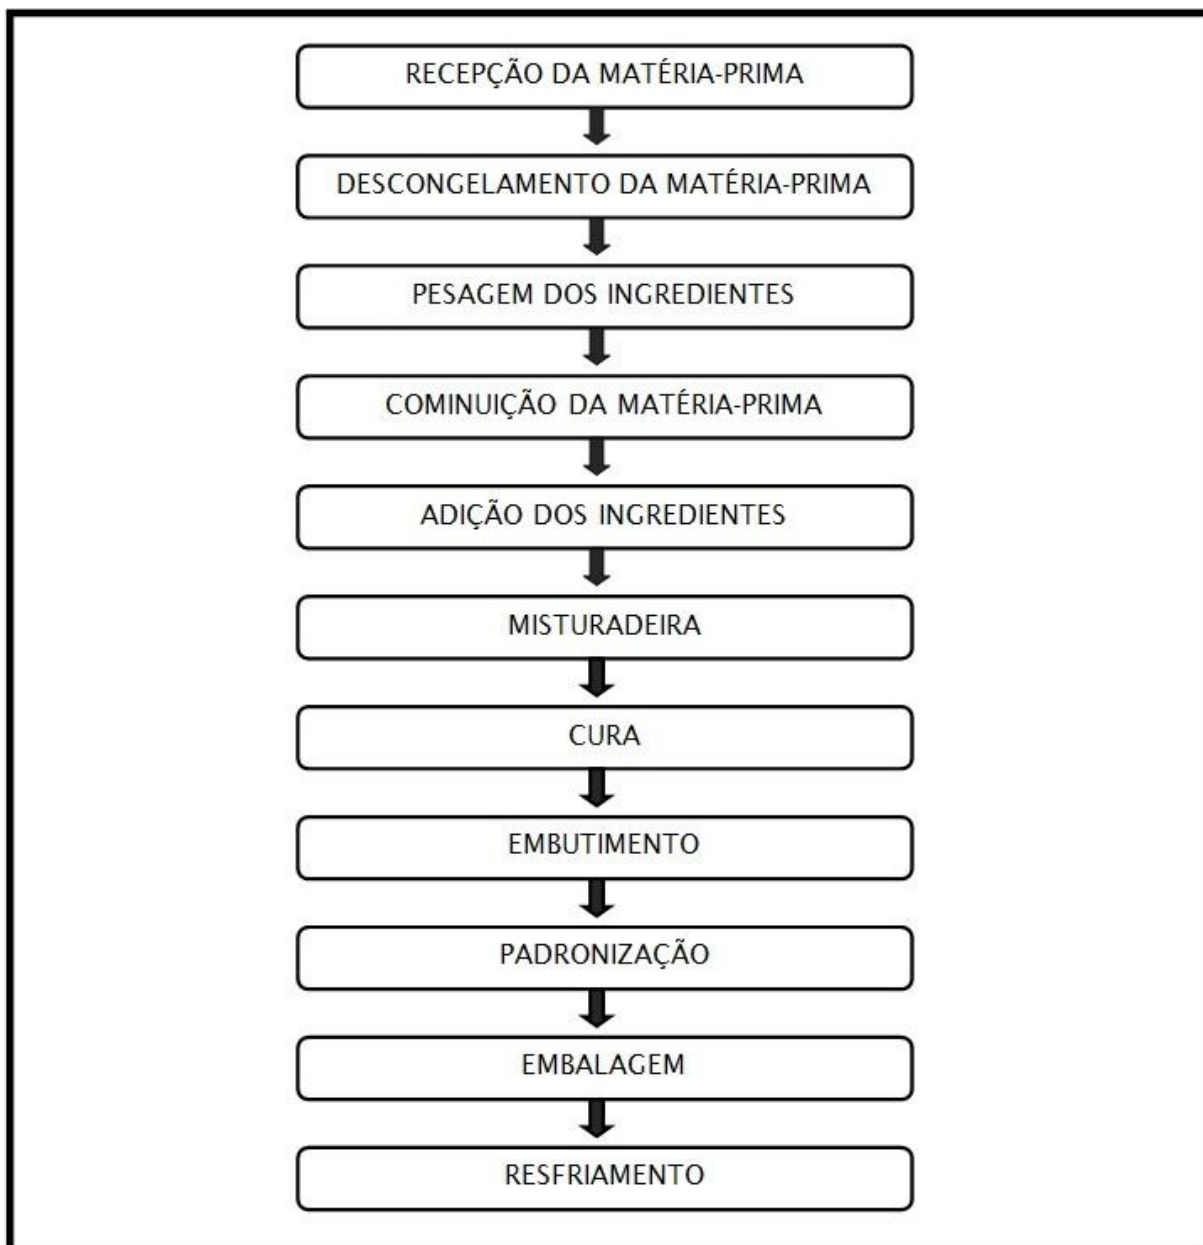 RECEPÇÃO DA MATÉRIA-PRIMA
DESCONGELAMENTO DA MATÉRIA-PRIMA
PESAGEM DOS INGREDIENTES
COMINUIÇÃO DA MATÉRIA-PRIMA
ADIÇÃO DOS INGREDIENTES
MISTURADEIRA
CURA
EMBUTIMENTO
PADRONIZAÇÃO
EMBALAGEM
RESFRIAMENTO